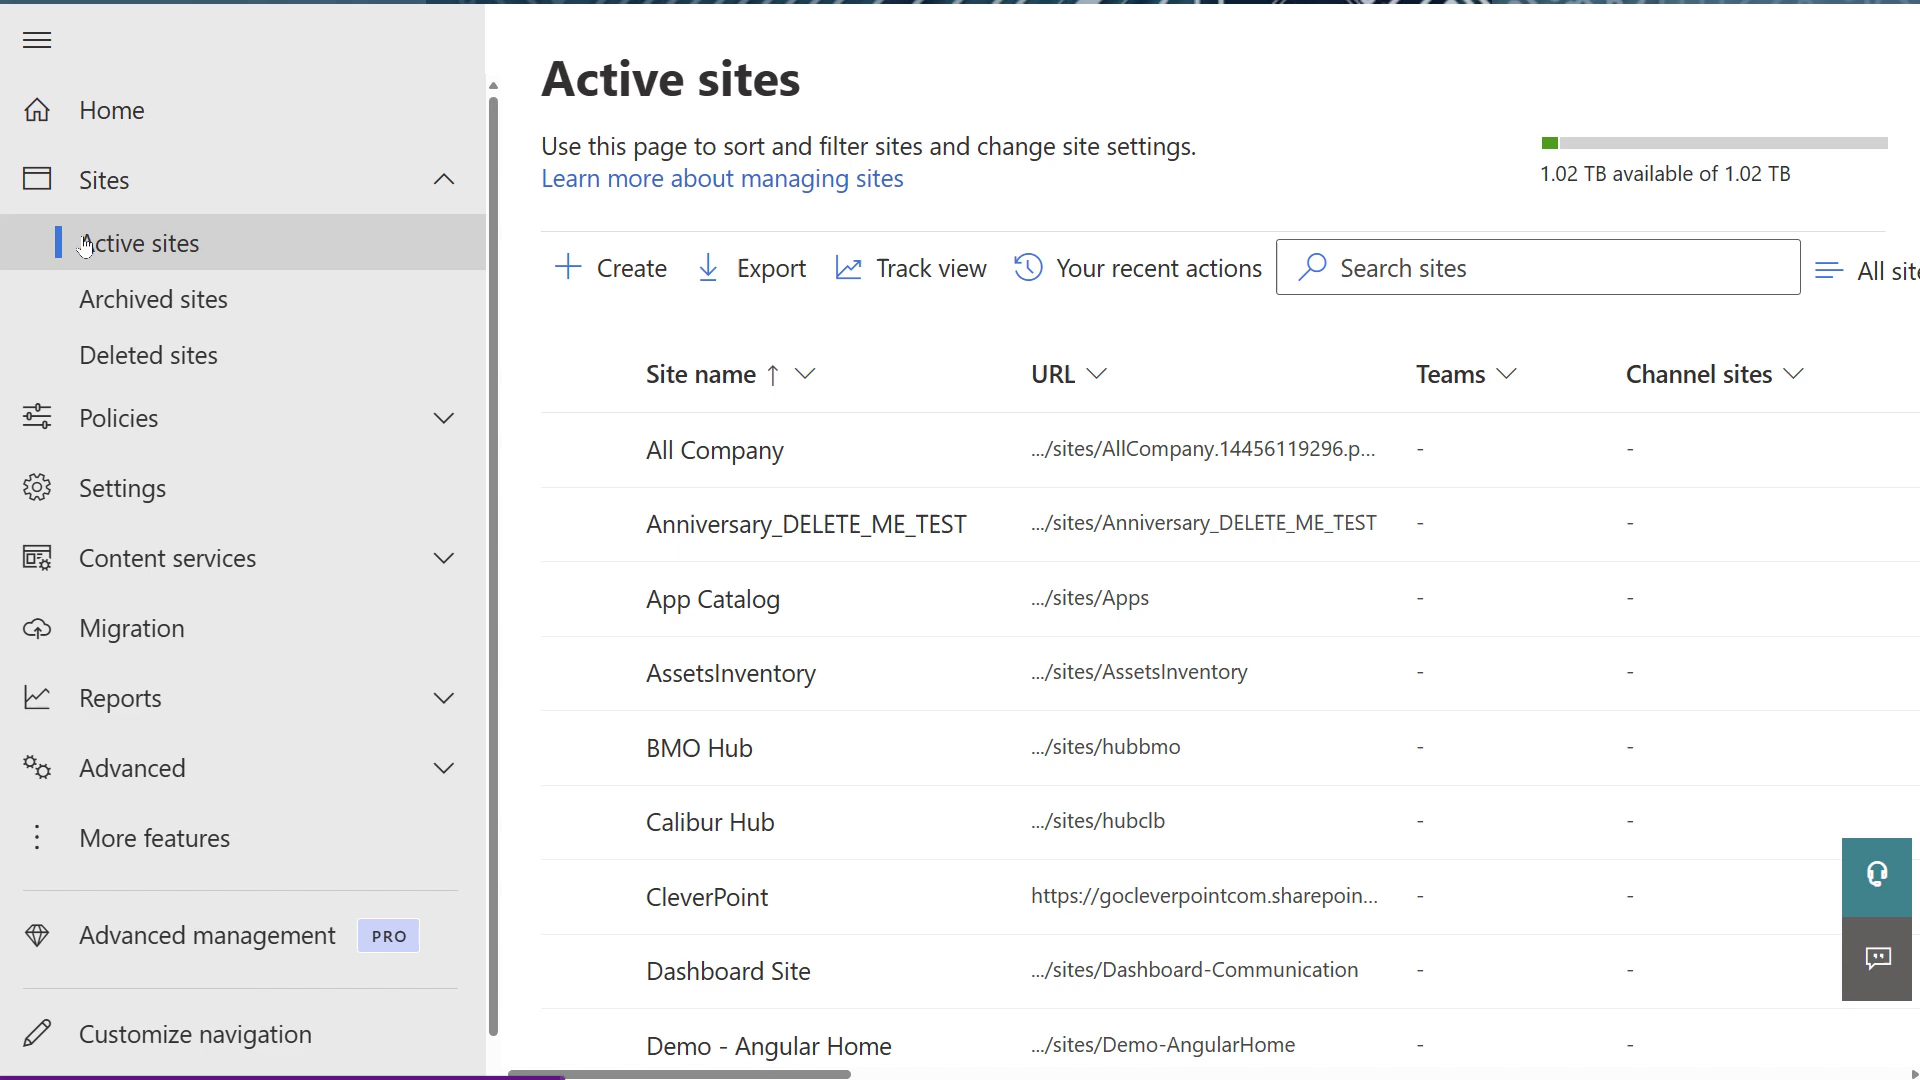 Home
Sites
Active sites
Archived sites
Deleted sites
Policies
Settings
Content services
Migration
Reports
Advanced
More features
Advanced management PRO
Customize navigation
Active sites
Use this page to sort and filter sites and change site settings.
Learn more about managing sites
1.02 TB available of 1.02 TB
Create Export Track view Your recent actions Search sites All site
Site name URL Teams Channel sites
All Company .../sites/AllCompany.14456119296.p... - -
Anniversary_DELETE_ME_TEST .../sites/Anniversary_DELETE_ME_TEST - -
App Catalog .../sites/Apps - -
AssetsInventory .../sites/AssetsInventory - -
BMO Hub .../sites/hubbmo - -
Calibur Hub .../sites/hubclb - -
CleverPoint https://gocleverpointcom.sharepoin... - -
Dashboard Site .../sites/Dashboard-Communication - -
Demo - Angular Home .../sites/Demo-AngularHome - -